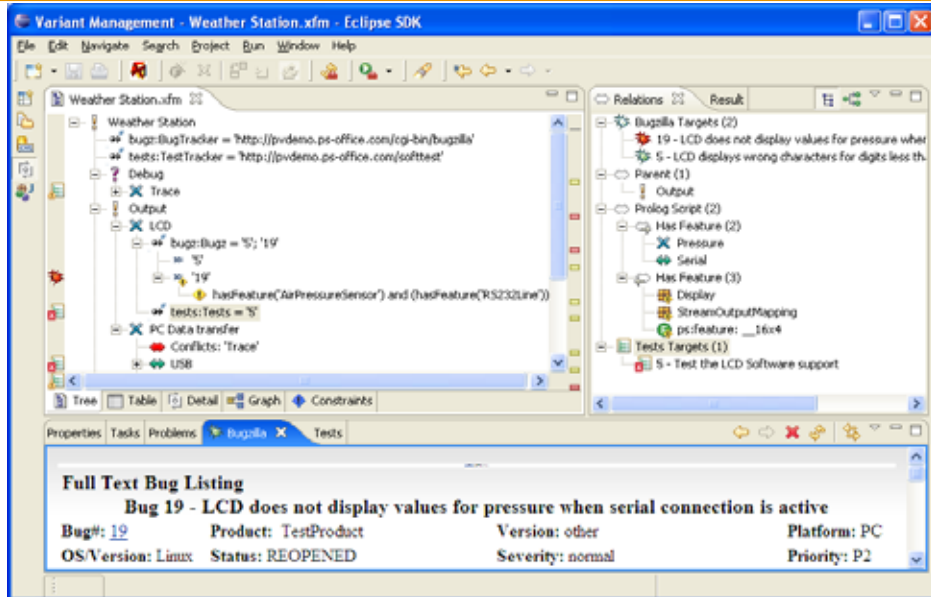 Variant Management - Weather Station.xfm - Eclipse SDK
File Edit Navigate Search Project Run Window Help
Weather Station.xfm
Weather Station
bugz:BugTracker = 'http://pvdemo.ps-office.com/cgi-bin/bugzilla'
tests:TestTracker = 'http://pvdemo.ps-office.com/softtest'
Debug
Trace
Output
LCD
bugz:Bugz = '5'; '19'
'5'
'19'
hasFeature('AirPressureSensor') and (hasFeature('RS232Line'))
tests:Tests = '5'
PC Data transfer
Conflicts: 'Trace'
USB
Tree Table Detail Graph Constraints
Relations Result
Bugzilla Targets (2)
19 - LCD does not display values for pressure wher
5 - LCD displays wrong characters for digits less th
Parent (1)
Output
Prolog Script (2)
Has Feature (2)
Pressure
Serial
Has Feature (3)
Display
StreamOutputMapping
ps:feature: __16x4
Tests Targets (1)
5 - Test the LCD Software support
Properties Tasks Problems Bugzilla Tests
Full Text Bug Listing
Bug 19 - LCD does not display values for pressure when serial connection is active
Bug#: 19 Product: TestProduct Version: other Platform: PC
OS/Version: Linux Status: REOPENED Severity: normal Priority: P2